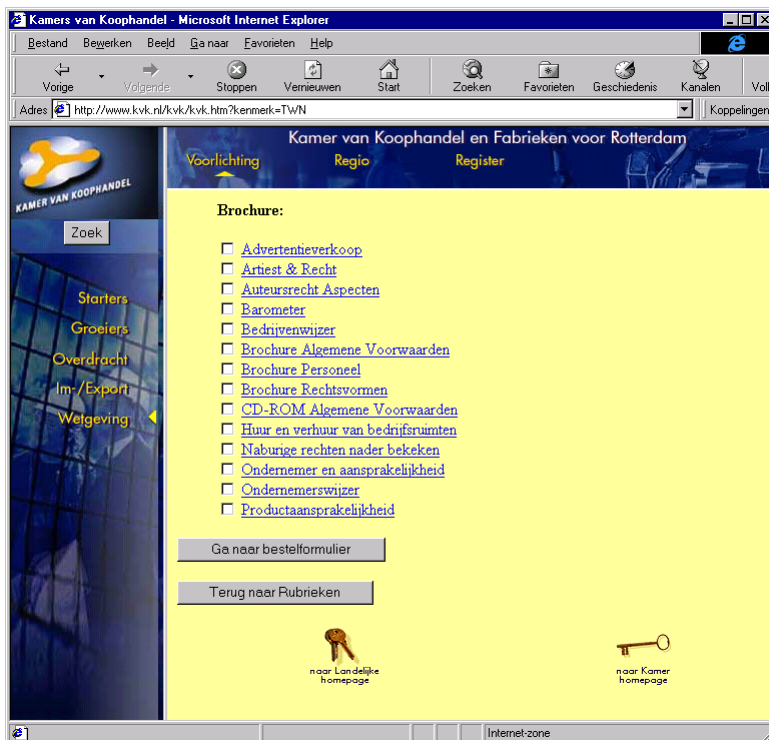 Kamers van Koophandel - Microsoft Internet Explorer
Bestand Bewerken Beeld Ga naar Favorieten Help
Vorige Volgende Stoppen Vernieuwen Start Zoeken Favorieten Geschiedenis Kanalen Voll
Adres http://www.kvk.nl/kvk/kvk.htm?kenmerk=TWN Koppelingen
Kamer van Koophandel en Fabrieken voor Rotterdam
Voorlichting Regio Register
KAMER VAN KOOPHANDEL
Zoek
Starters
Groeiers
Overdracht
Im-/Export
Wetgeving
Brochure:
Advertentieverkoop
Artiest & Recht
Auteursrecht Aspecten
Barometer
Bedrijvenwijzer
Brochure Algemene Voorwaarden
Brochure Personeel
Brochure Rechtsvormen
CD-ROM Algemene Voorwaarden
Huur en verhuur van bedrijfsruimten
Naburige rechten nader bekeken
Ondernemer en aansprakelijkheid
Ondernemerswijzer
Productaansprakelijkheid
Ga naar bestelformulier
Terug naar Rubrieken
naar Landelijke
homepage
naar Kamer
homepage
Internet-zone